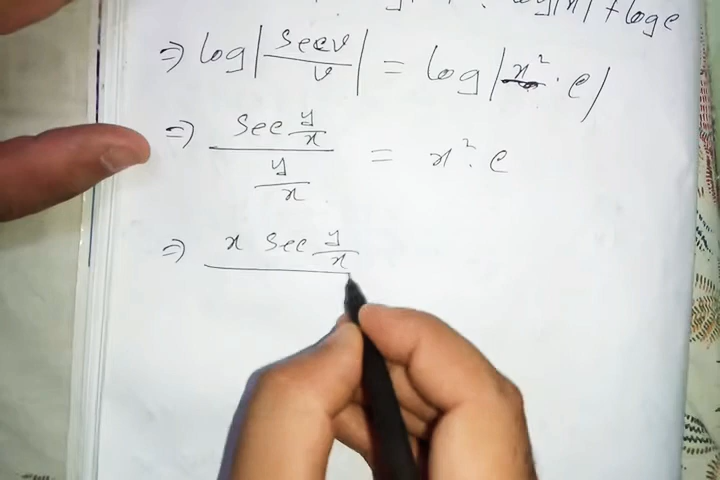 log|x| + log c
⇒ log|sec v / v| = log|x² · c|
⇒ sec y/x / y/x = x² · c
⇒ x sec y/x